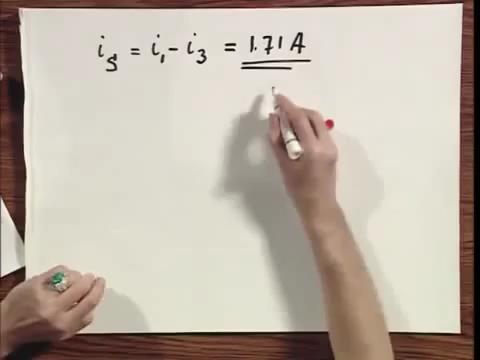 i₅ = i₁ - i₃ = 1.71 A